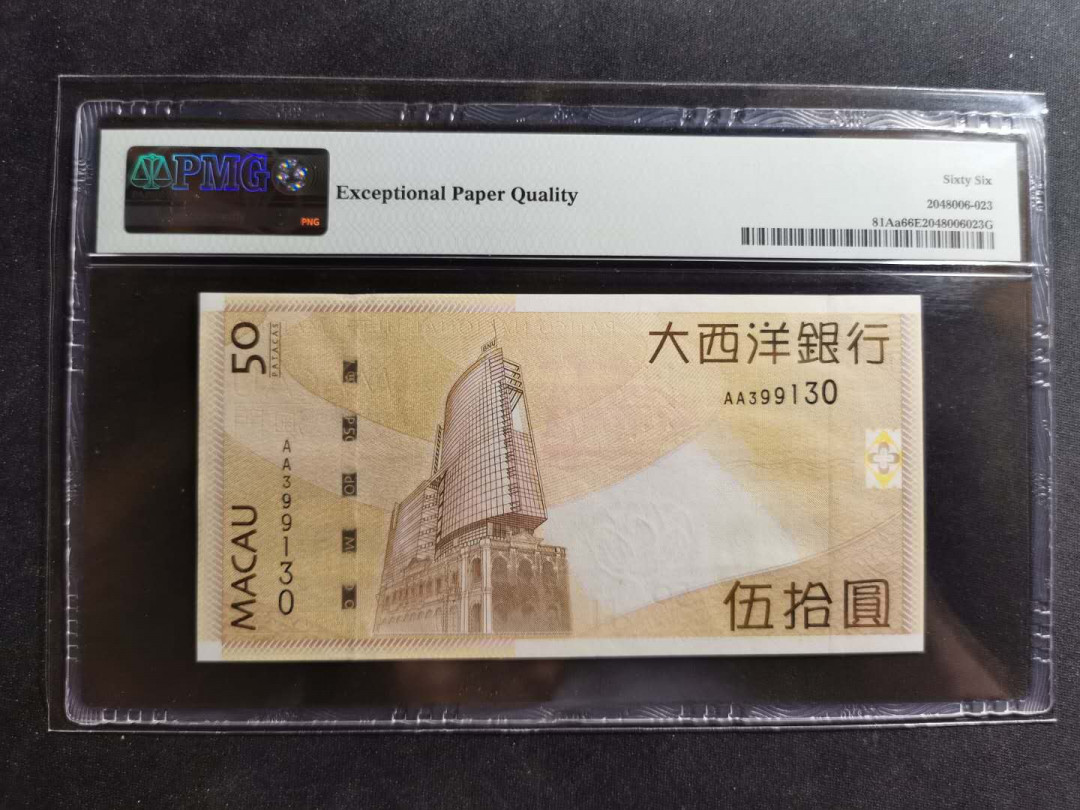 PMG
PNG
Exceptional Paper Quality
Sixty Six
2048006-023
81Aa66E2048006023G
50
PATACAS
BNU
大西洋銀行
AA399130
AA399130
MACAU
伍拾圓